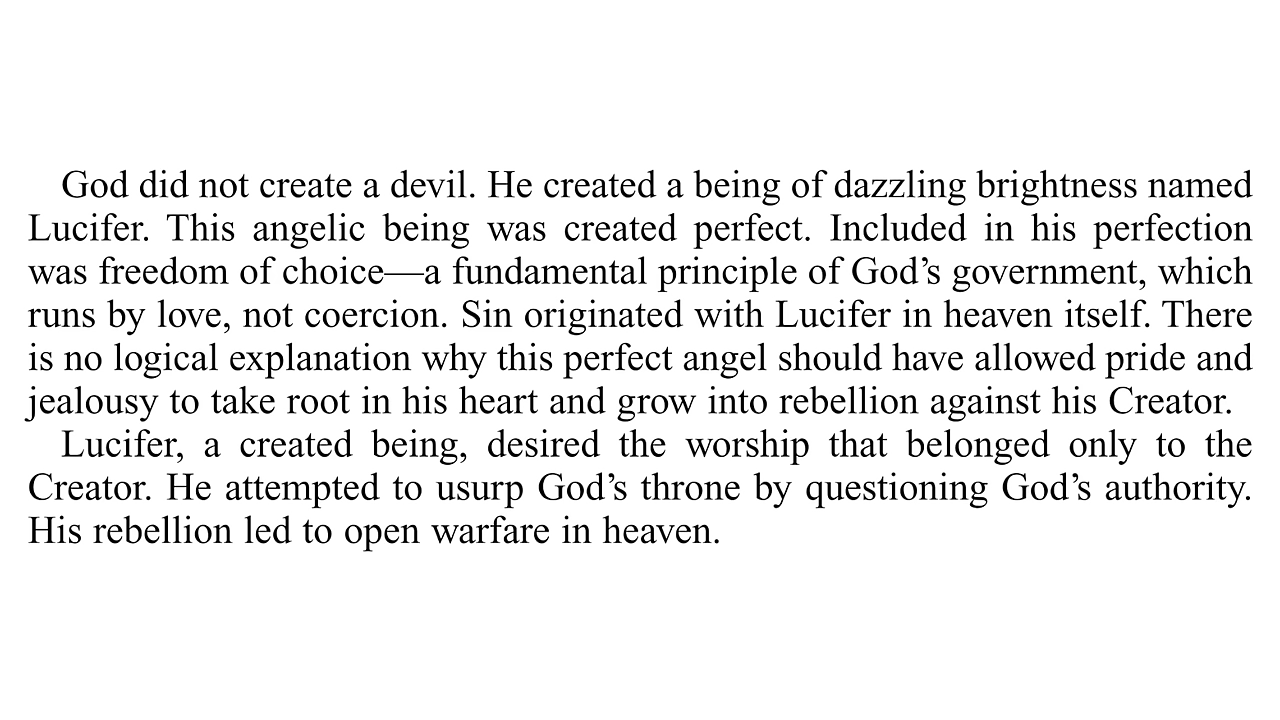 God did not create a devil. He created a being of dazzling brightness named
Lucifer. This angelic being was created perfect. Included in his perfection
was freedom of choice—a fundamental principle of God’s government, which
runs by love, not coercion. Sin originated with Lucifer in heaven itself. There
is no logical explanation why this perfect angel should have allowed pride and
jealousy to take root in his heart and grow into rebellion against his Creator.
Lucifer, a created being, desired the worship that belonged only to the
Creator. He attempted to usurp God’s throne by questioning God’s authority.
His rebellion led to open warfare in heaven.